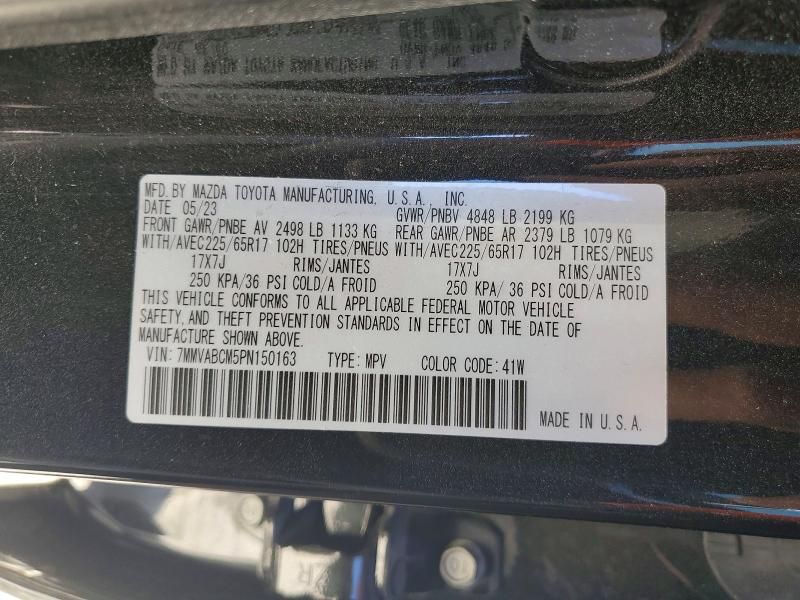 MFD. BY MAZDA TOYOTA MANUFACTURING, U.S.A., INC.
DATE 05/23 GVWR/PNBV 4848 LB 2199 KG
FRONT GAWR/PNBE AV 2498 LB 1133 KG REAR GAWR/PNBE AR 2379 LB 1079 KG
WITH/AVEC225/65R17 102H TIRES/PNEUS WITH/AVEC225/65R17 102H TIRES/PNEUS
17X7J RIMS/JANTES 17X7J RIMS/JANTES
250 KPA/36 PSI COLD/A FROID 250 KPA/ 36 PSI COLD/A FROID
THIS VEHICLE CONFORMS TO ALL APPLICABLE FEDERAL MOTOR VEHICLE
SAFETY, AND THEFT PREVENTION STANDARDS IN EFFECT ON THE DATE OF
MANUFACTURE SHOWN ABOVE.
VIN: 7MMVABCM5PN150163 TYPE: MPV COLOR CODE: 41W
MADE IN U.S.A.